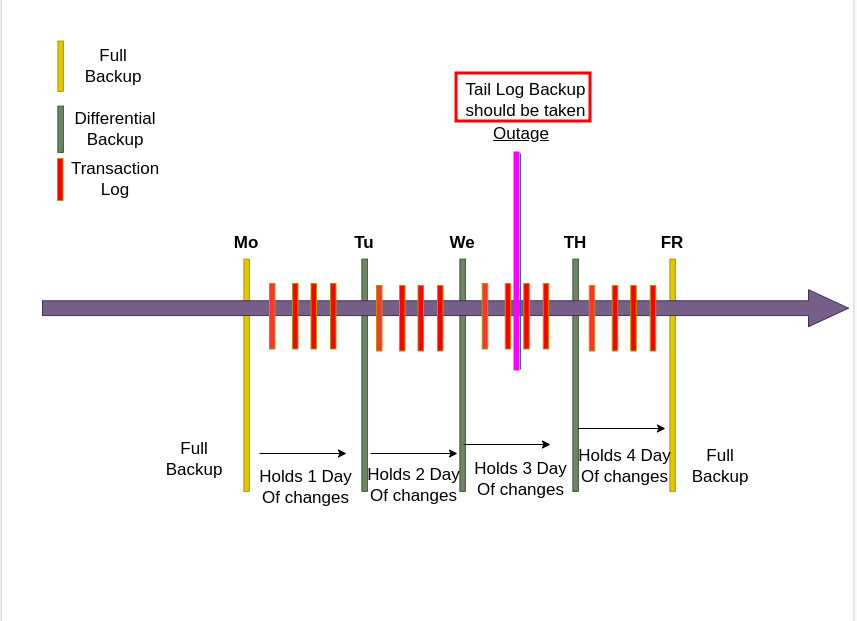 Full
Backup
Differential
Backup
Transaction
Log
Tail Log Backup
should be taken
Outage
Mo
Tu
We
TH
FR
Full
Backup
Holds 1 Day
Of changes
Holds 2 Day
Of changes
Holds 3 Day
Of changes
Holds 4 Day
Of changes
Full
Backup